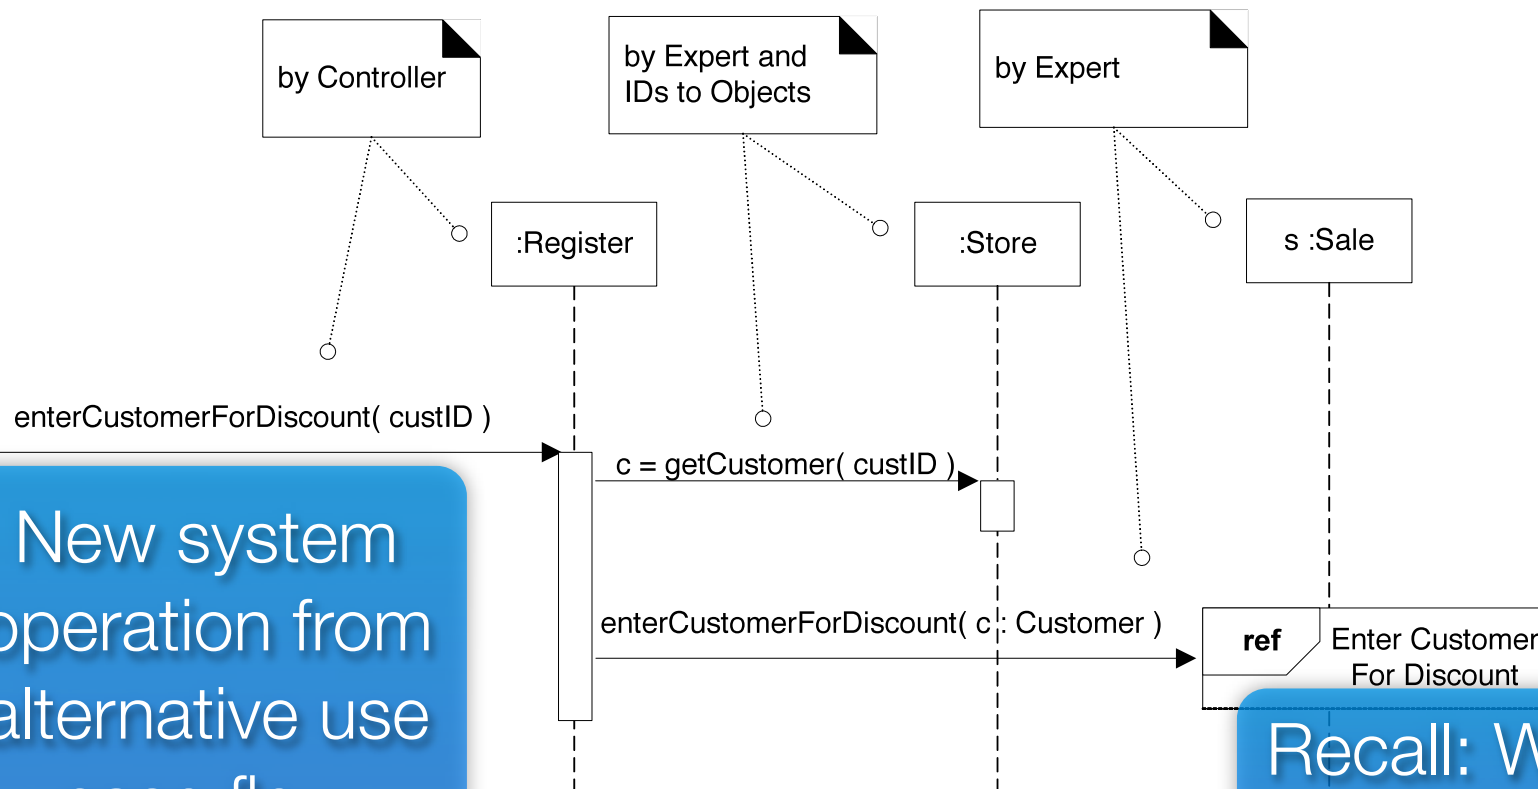 by Controller
by Expert and
IDs to Objects
by Expert
:Register
:Store
s :Sale
enterCustomerForDiscount( custID )
c = getCustomer( custID )
enterCustomerForDiscount( c : Customer )
ref
Enter Customer
For Discount
New system
operation from
alternative use
Recall: